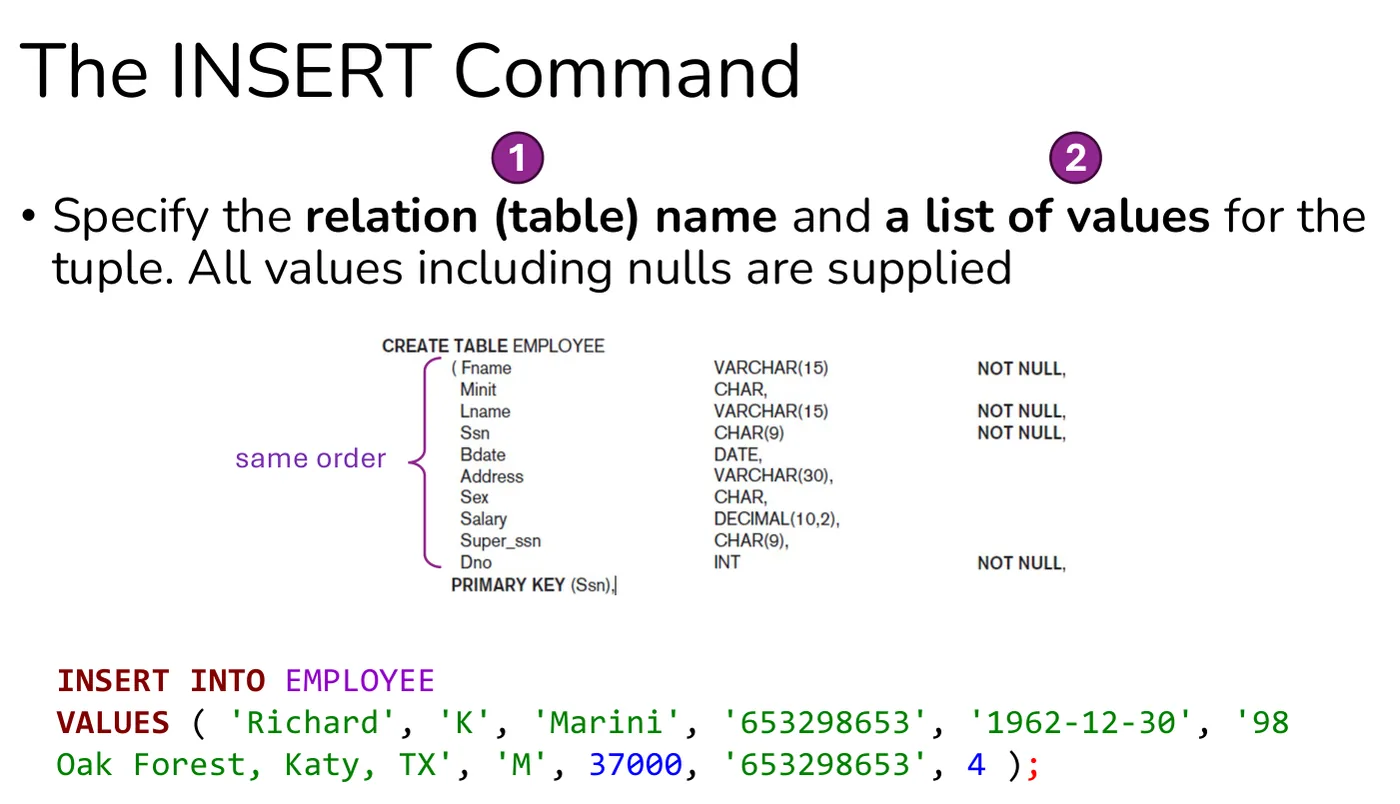 The INSERT Command
1 2
• Specify the relation (table) name and a list of values for the
tuple. All values including nulls are supplied
CREATE TABLE EMPLOYEE
( Fname VARCHAR(15) NOT NULL,
Minit CHAR,
Lname VARCHAR(15) NOT NULL,
Ssn CHAR(9) NOT NULL,
Bdate DATE,
same order
Address VARCHAR(30),
Sex CHAR,
Salary DECIMAL(10,2),
Super_ssn CHAR(9),
Dno INT NOT NULL,
PRIMARY KEY (Ssn),
INSERT INTO EMPLOYEE
VALUES ( 'Richard', 'K', 'Marini', '653298653', '1962-12-30', '98
Oak Forest, Katy, TX', 'M', 37000, '653298653', 4 );